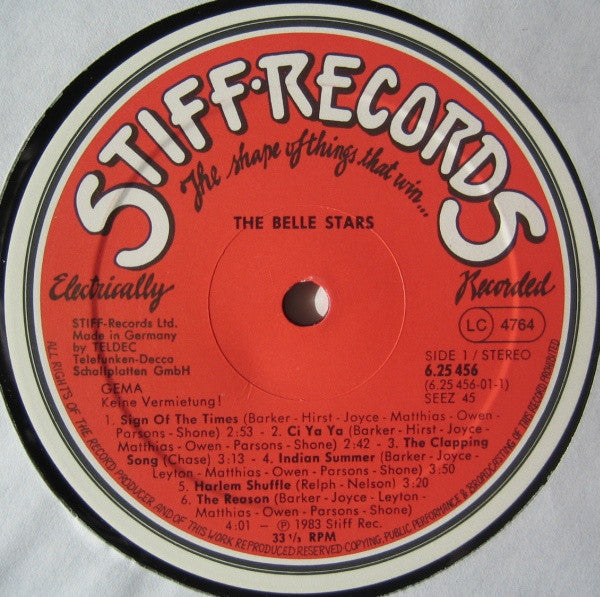 STIFF·RECORDS
The shape of things that win...
THE BELLE STARS
Electrically
Recorded
STIFF-Records Ltd.
Made in Germany
by TELDEC
Telefunken-Decca
Schallplatten GmbH
GEMA
Keine Vermietung!
LC 4764
SIDE 1 / STEREO
6.25 456
(6.25 456-01-1)
SEEZ 45
1. Sign Of The Times (Barker - Hirst - Joyce - Matthias - Owen -
Parsons - Shone) 2:53 - 2. Ci Ya Ya (Barker - Hirst - Joyce -
Matthias - Owen - Parsons - Shone) 2:42 - 3. The Clapping
Song (Chase) 3:13 - 4. Indian Summer (Barker - Joyce -
Leyton - Matthias - Owen - Parsons - Shone) 3:50
5. Harlem Shuffle (Relph - Nelson) 3:20
6. The Reason (Barker - Joyce - Leyton -
Matthias - Owen - Parsons - Shone)
4:01 - ℗ 1983 Stiff Rec.
33 1/3 RPM
ALL RIGHTS OF THE RECORD PRODUCER AND OF THE OWNER OF THIS WORK REPRODUCED RESERVED COPYING, PUBLIC PERFORMANCE & BROADCASTING OF THIS RECORD PROHIBITED